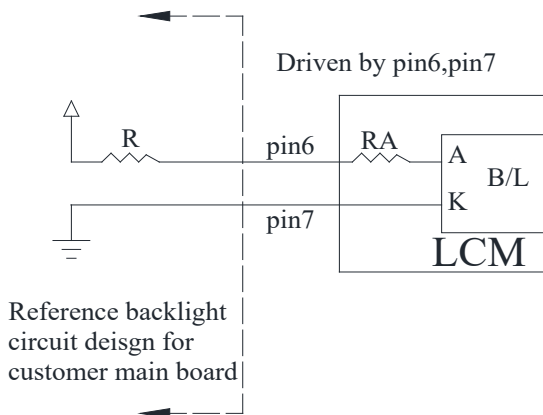 Driven by pin6,pin7
R
pin6
RA
A
B/L
K
pin7
LCM
Reference backlight
circuit deisgn for
customer main board